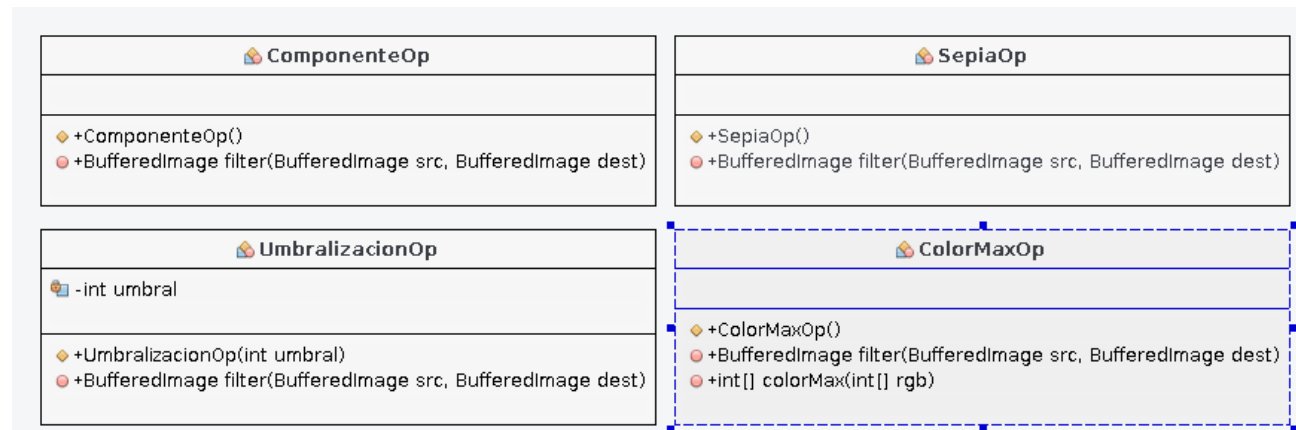 ComponenteOp
+ComponenteOp()
+BufferedImage filter(BufferedImage src, BufferedImage dest)
SepiaOp
+SepiaOp()
+BufferedImage filter(BufferedImage src, BufferedImage dest)
UmbralizacionOp
-int umbral
+UmbralizacionOp(int umbral)
+BufferedImage filter(BufferedImage src, BufferedImage dest)
ColorMaxOp
+ColorMaxOp()
+BufferedImage filter(BufferedImage src, BufferedImage dest)
+int[] colorMax(int[] rgb)